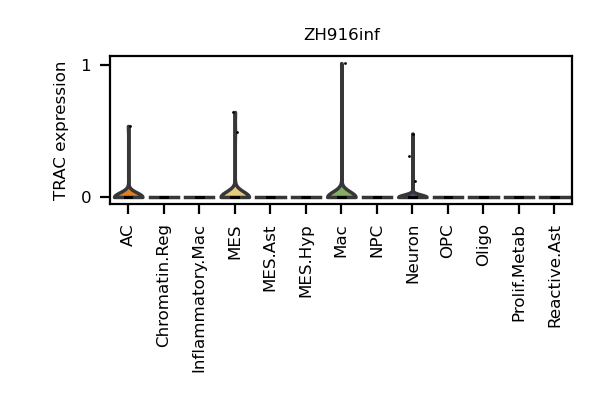 ZH916inf
TRAC expression
1
0
AC
Chromatin.Reg
Inflammatory.Mac
MES
MES.Ast
MES.Hyp
Mac
NPC
Neuron
OPC
Oligo
Prolif.Metab
Reactive.Ast